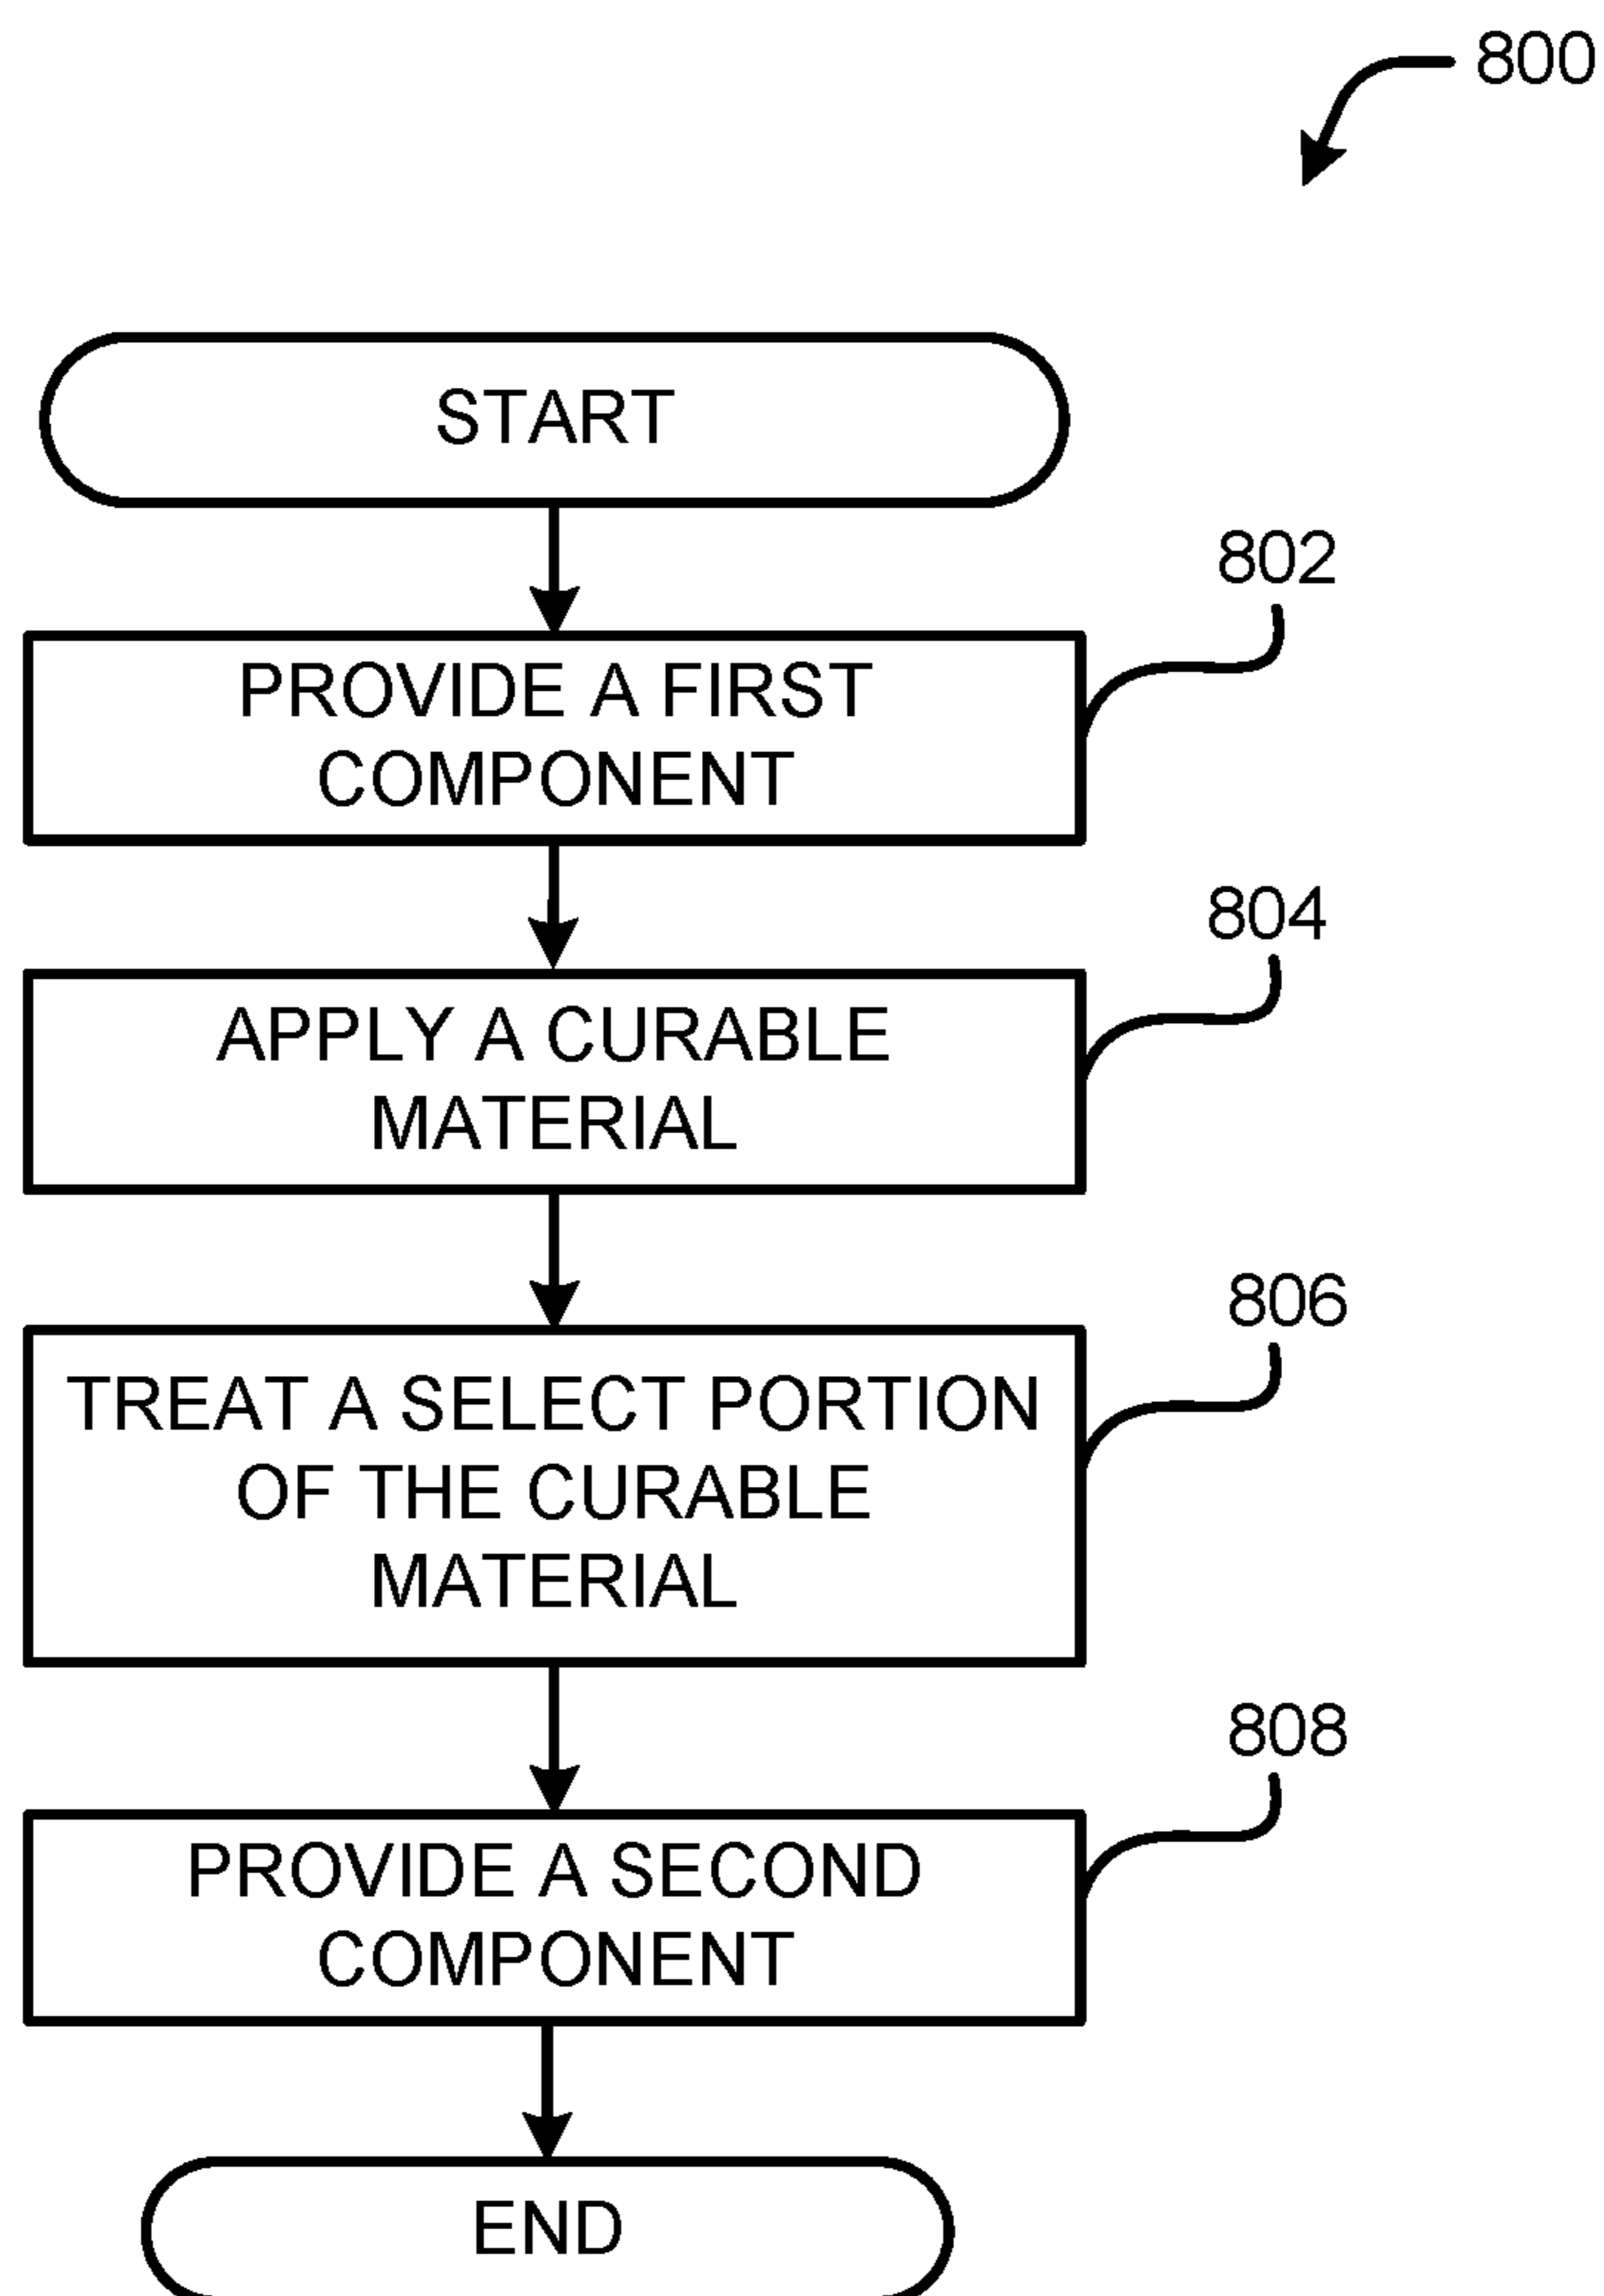 800
START
802
PROVIDE A FIRST
COMPONENT
804
APPLY A CURABLE
MATERIAL
806
TREAT A SELECT PORTION
OF THE CURABLE
MATERIAL
808
PROVIDE A SECOND
COMPONENT
END